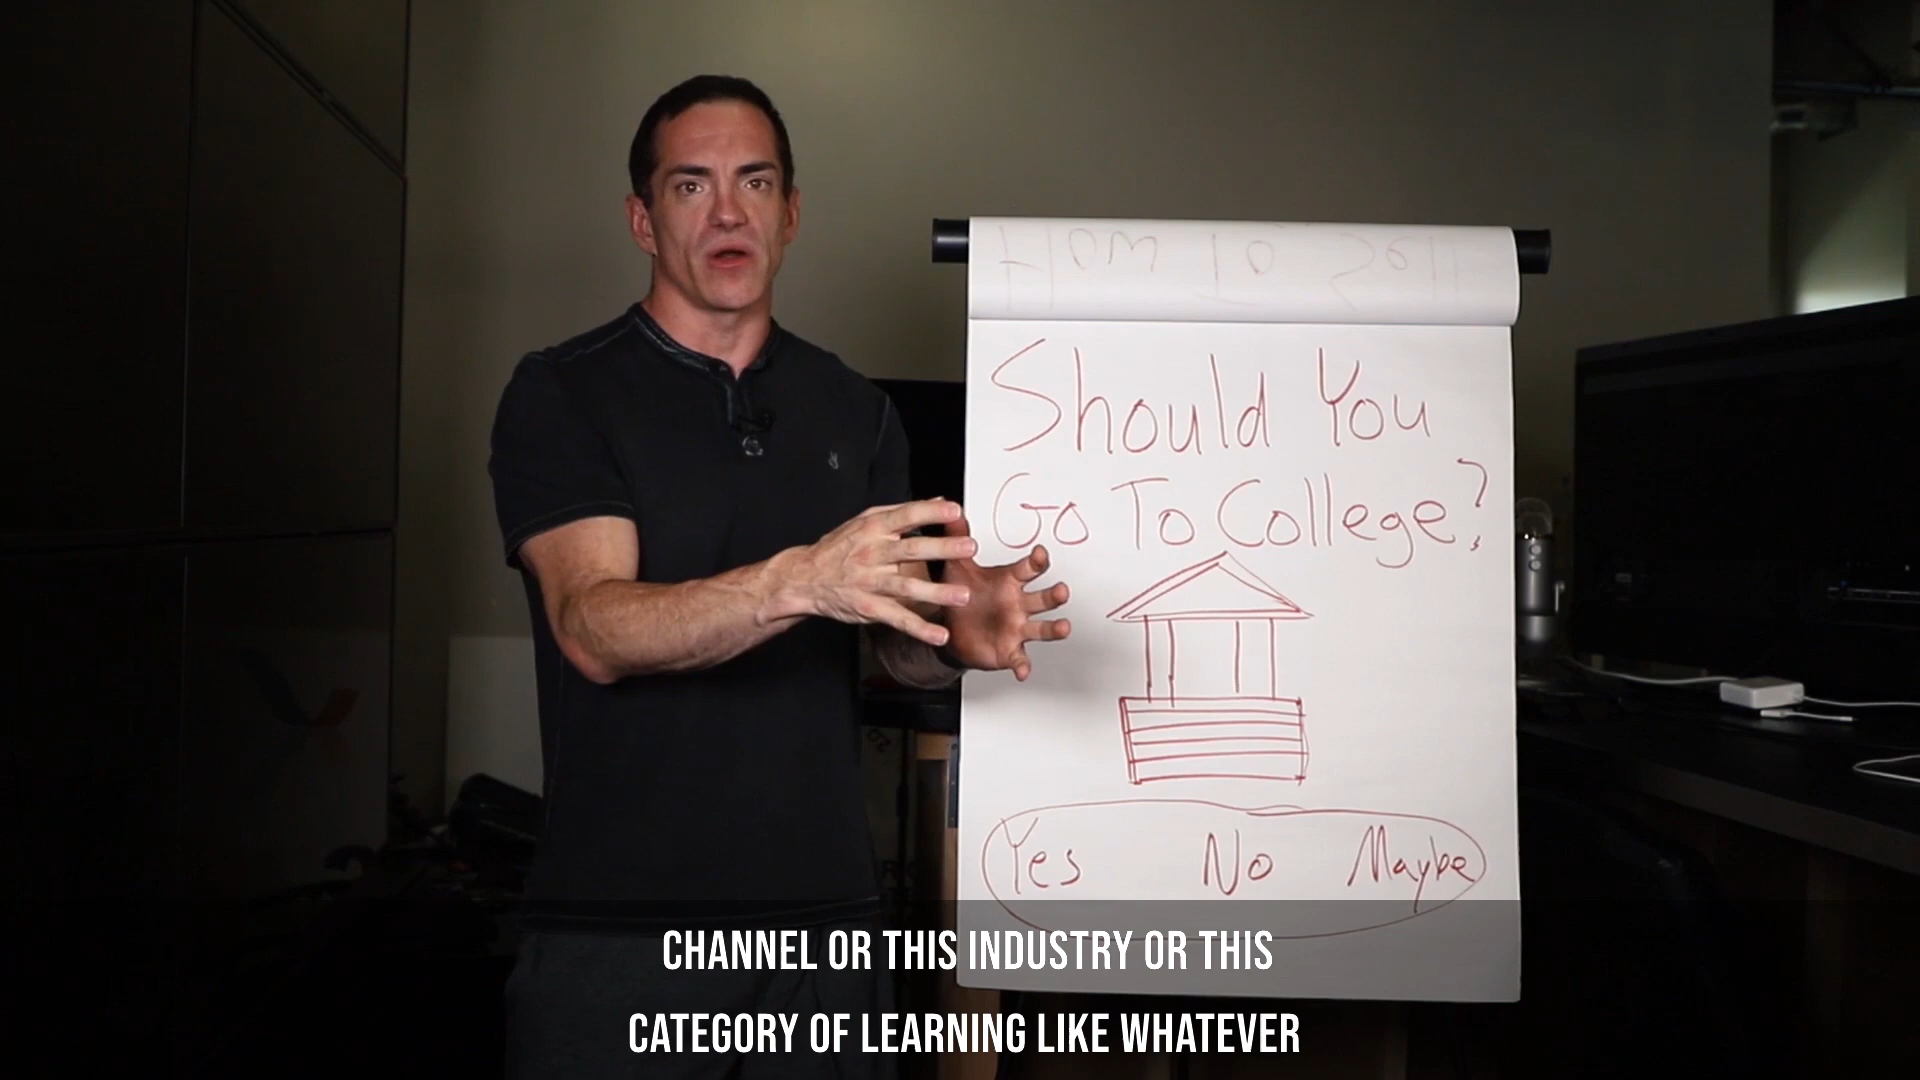 Should You
Go To College?
Yes No Maybe
CHANNEL OR THIS INDUSTRY OR THIS
CATEGORY OF LEARNING LIKE WHATEVER